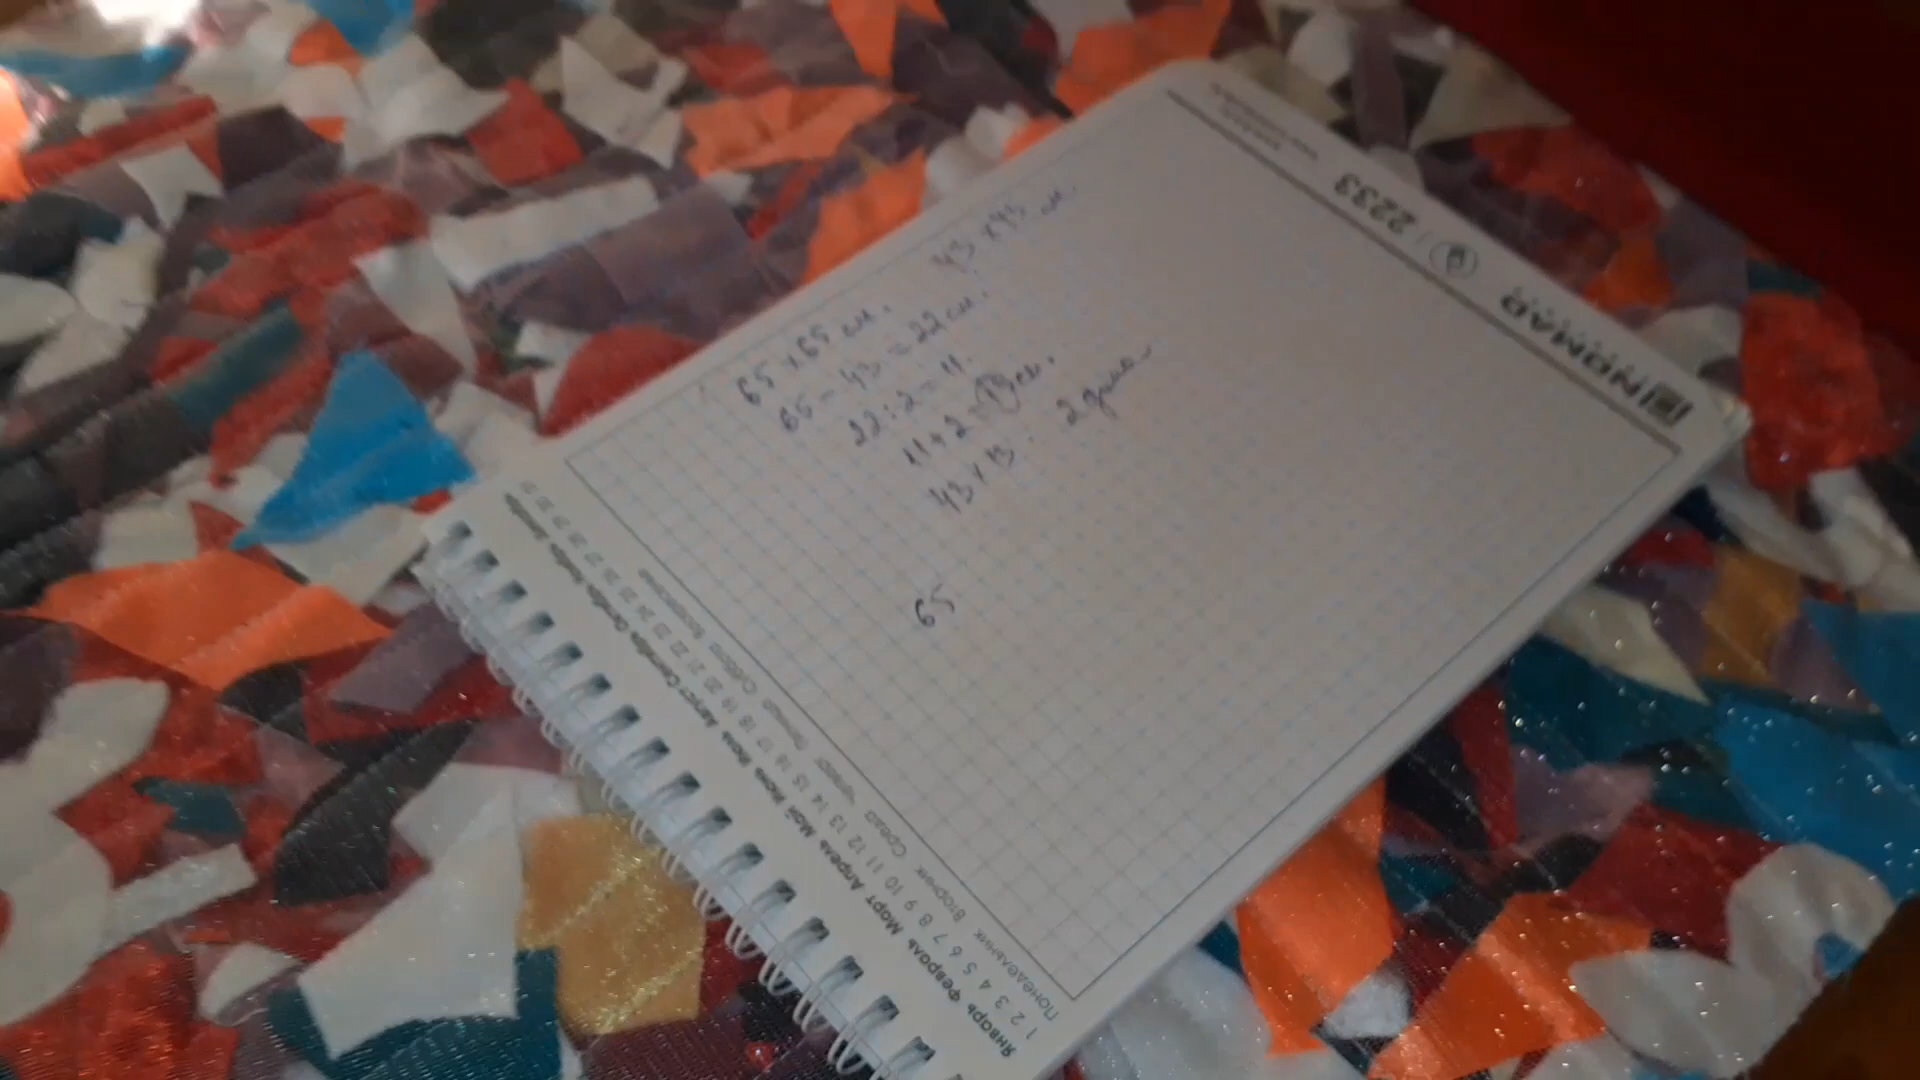 65 x 65 см. 43 x 43 см.
65 - 43 = 22 см.
22 : 2 = 11.
11 + 2 = 13 см.
43 x 13. 2 дет.
65
Январь Февраль Март Апрель Май Июнь Июль Август Сентябрь Октябрь Ноябрь Декабрь
1 2 3 4 5 6 7 8 9 10 11 12 13 14 15 16 17 18 19 20 21 22 23 24 25 26 27 28 29 30 31
Понедельник Вторник Среда Четверг Пятница Суббота Воскресенье
INФORMAT
2233